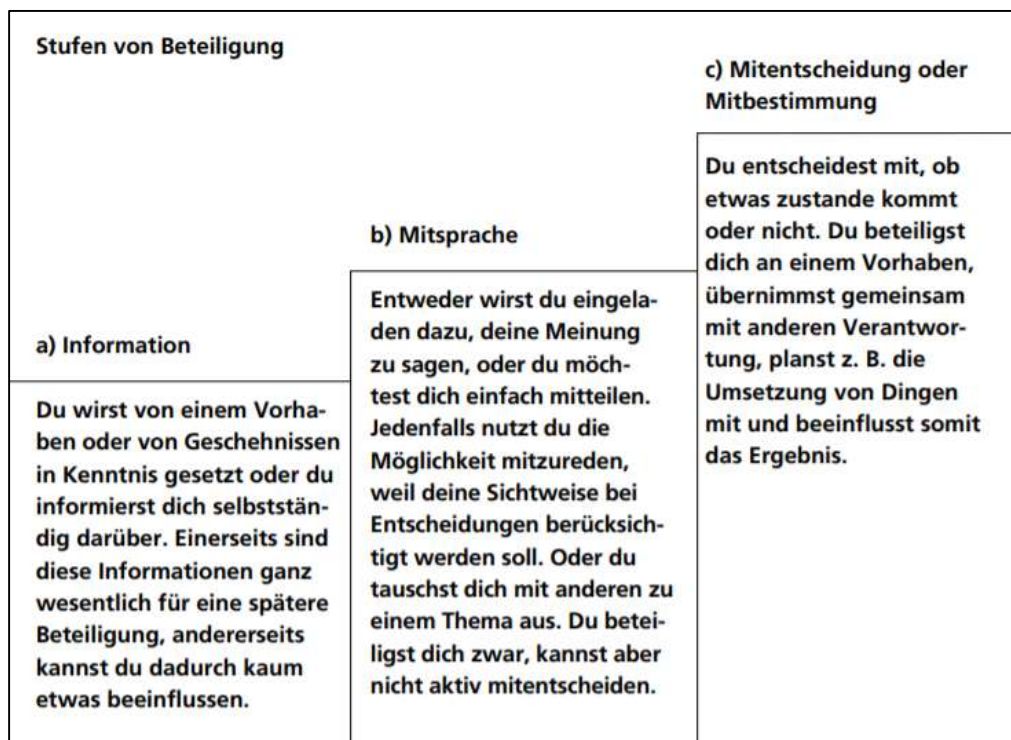 Stufen von Beteiligung
a) Information
Du wirst von einem Vorha-
ben oder von Geschehnissen
in Kenntnis gesetzt oder du
informierst dich selbststän-
dig darüber. Einerseits sind
diese Informationen ganz
wesentlich für eine spätere
Beteiligung, andererseits
kannst du dadurch kaum
etwas beeinflussen.
b) Mitsprache
Entweder wirst du eingela-
den dazu, deine Meinung
zu sagen, oder du möch-
test dich einfach mitteilen.
Jedenfalls nutzt du die
Möglichkeit mitzureden,
weil deine Sichtweise bei
Entscheidungen berücksich-
tigt werden soll. Oder du
tauschst dich mit anderen zu
einem Thema aus. Du betei-
ligst dich zwar, kannst aber
nicht aktiv mitentscheiden.
c) Mitentscheidung oder
Mitbestimmung
Du entscheidest mit, ob
etwas zustande kommt
oder nicht. Du beteiligst
dich an einem Vorhaben,
übernimmst gemeinsam
mit anderen Verantwor-
tung, planst z. B. die
Umsetzung von Dingen
mit und beeinflusst somit
das Ergebnis.